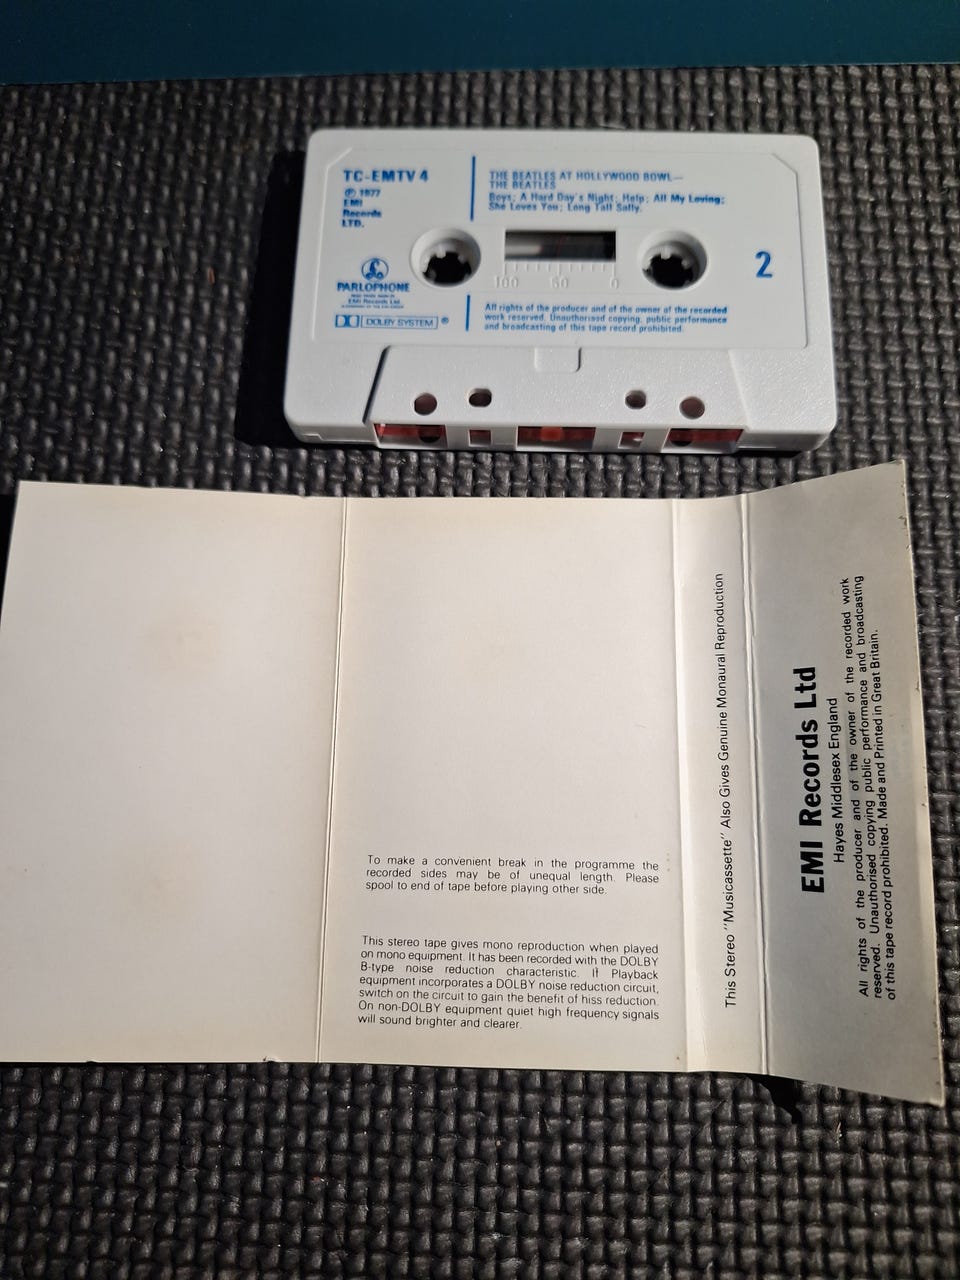 TC-EMTV 4
℗ 1977
EMI
Records
LTD.
THE BEATLES AT HOLLYWOOD BOWL—
THE BEATLES
Boys; A Hard Day's Night; Help; All My Loving;
She Loves You; Long Tall Sally.
2
100 50 0
PARLOPHONE
EMI Records Ltd.
DOLBY SYSTEM ®
All rights of the producer and of the owner of the recorded
work reserved. Unauthorised copying, public performance
and broadcasting of this tape record prohibited.
To make a convenient break in the programme the
recorded sides may be of unequal length. Please
spool to end of tape before playing other side.
This stereo tape gives mono reproduction when played
on mono equipment. It has been recorded with the DOLBY
B-type noise reduction characteristic. If Playback
equipment incorporates a DOLBY noise reduction circuit,
switch on the circuit to gain the benefit of hiss reduction.
On non-DOLBY equipment quiet high frequency signals
will sound brighter and clearer.
This Stereo "Musicassette" Also Gives Genuine Monaural Reproduction
EMI Records Ltd
Hayes Middlesex England
All rights of the producer and of the owner of the recorded work
reserved. Unauthorised copying public performance and broadcasting
of this tape record prohibited. Made and Printed in Great Britain.